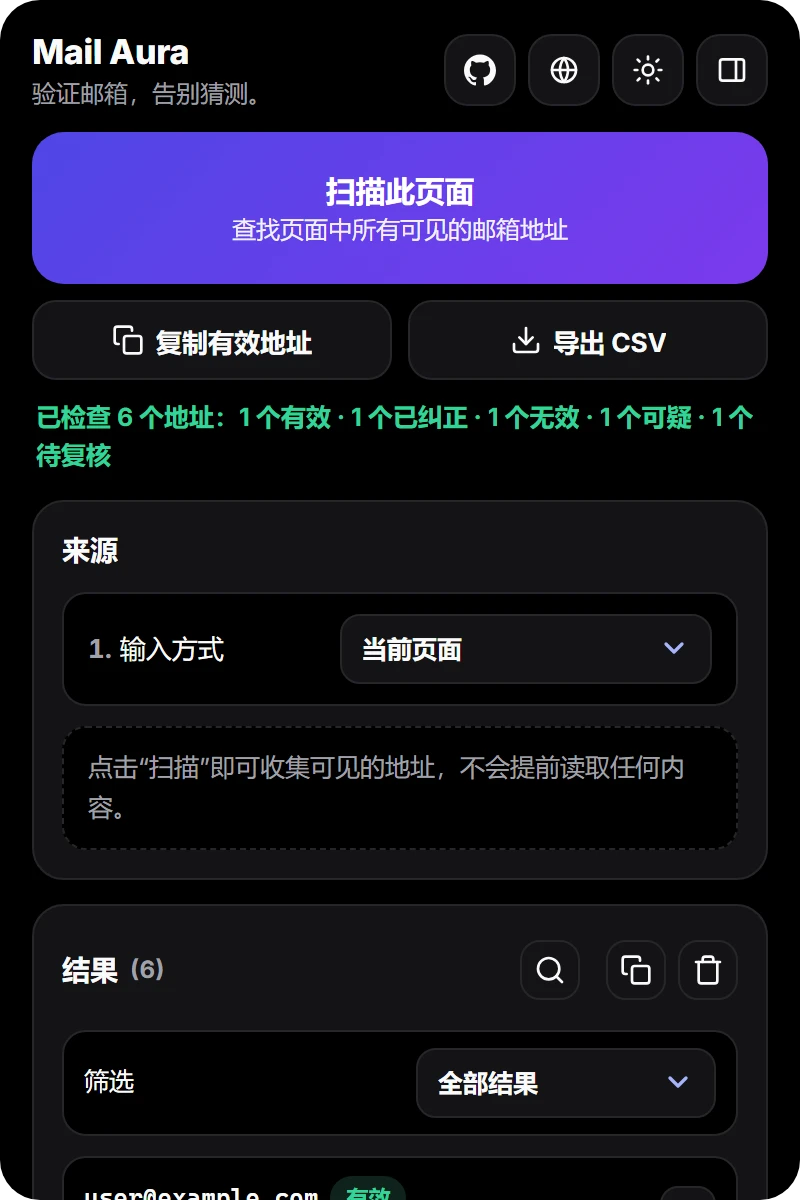 Mail Aura
验证邮箱，告别猜测。
扫描此页面
查找页面中所有可见的邮箱地址
复制有效地址
导出 CSV
已检查 6 个地址：1 个有效 · 1 个已纠正 · 1 个无效 · 1 个可疑 · 1 个
待复核
来源
1. 输入方式
当前页面
点击“扫描”即可收集可见的地址，不会提前读取任何内
容。
结果 (6)
筛选
全部结果
user@example.com 有效